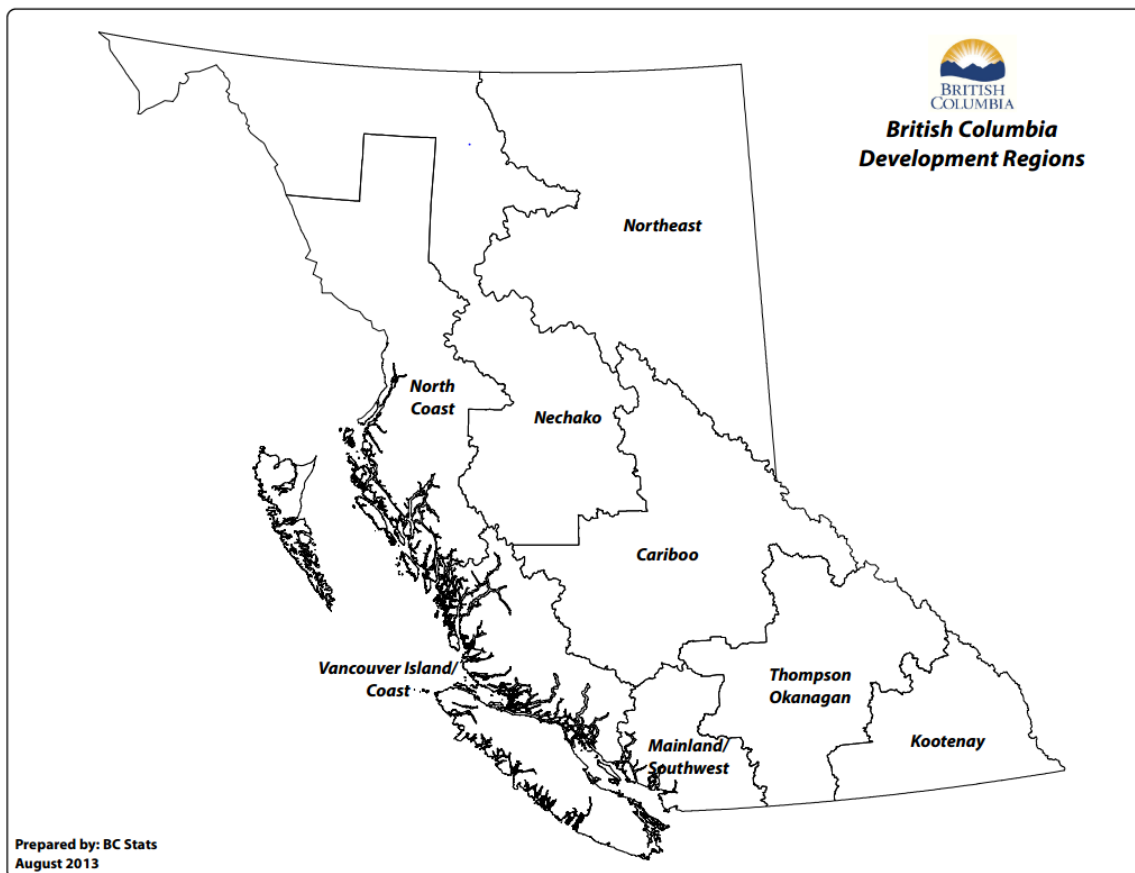 BRITISH
COLUMBIA
British Columbia
Development Regions
Northeast
North
Coast
Nechako
Cariboo
Vancouver Island/
Coast
Thompson
Okanagan
Mainland/
Southwest
Kootenay
Prepared by: BC Stats
August 2013